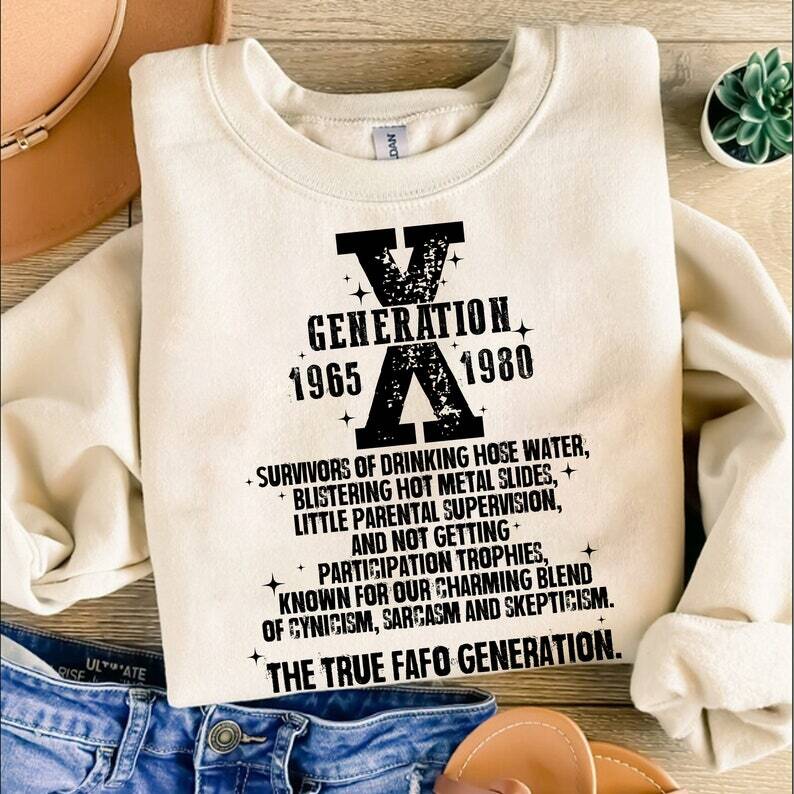 DAN
X
GENERATION
1965 1980
SURVIVORS OF DRINKING HOSE WATER,
BLISTERING HOT METAL SLIDES,
LITTLE PARENTAL SUPERVISION,
AND NOT GETTING
PARTICIPATION TROPHIES,
KNOWN FOR OUR CHARMING BLEND
OF CYNICISM, SARCASM AND SKEPTICISM.
THE TRUE FAFO GENERATION.
ULTIMATE
RISE